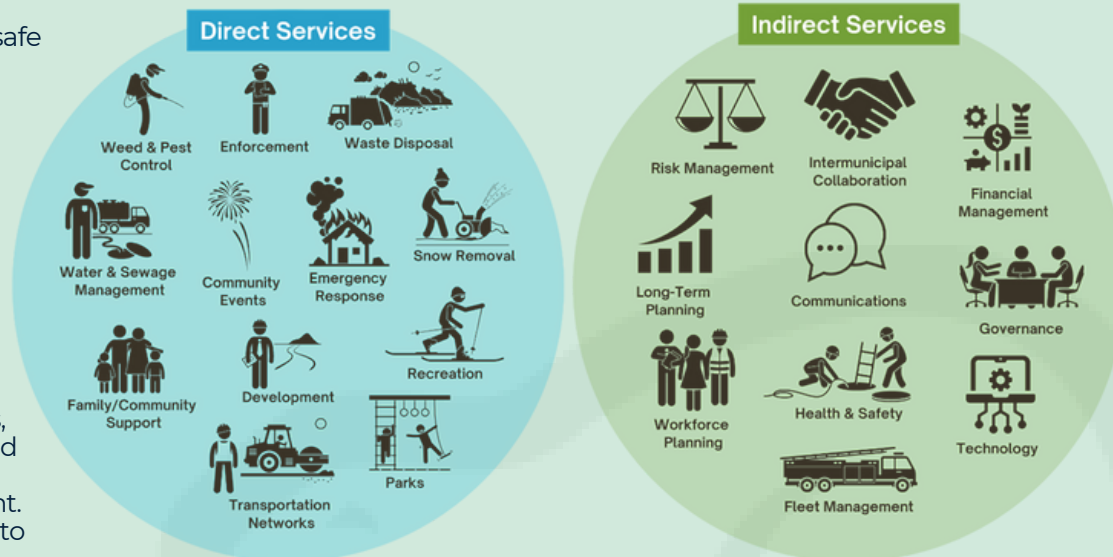 safe
,
d
nt.
to
Direct Services
Weed & Pest
Control
Enforcement
Waste Disposal
Water & Sewage
Management
Community
Events
Emergency
Response
Snow Removal
Family/Community
Support
Development
Recreation
Transportation
Networks
Parks
Indirect Services
Risk Management
Intermunicipal
Collaboration
Financial
Management
Long-Term
Planning
Communications
Governance
Workforce
Planning
Health & Safety
Technology
Fleet Management